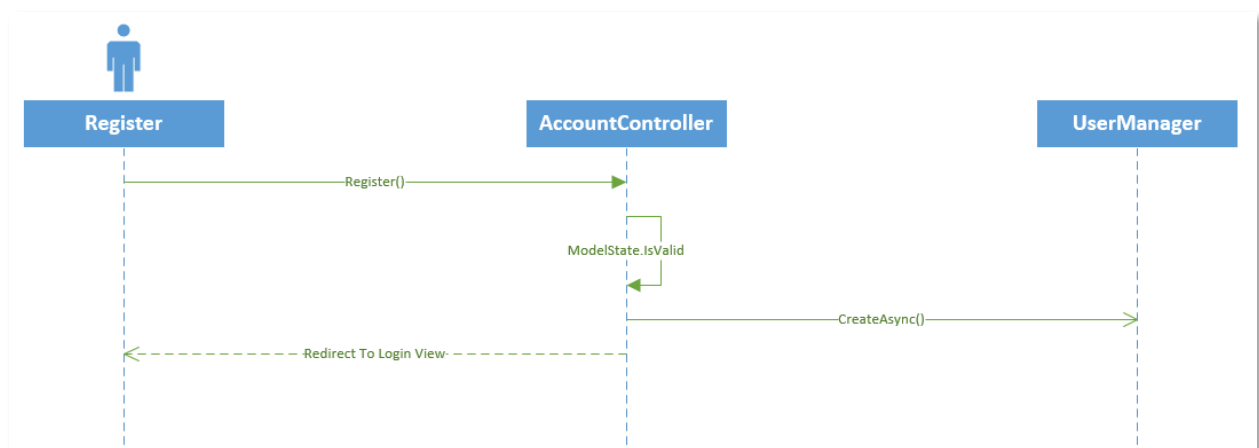 Register
AccountController
UserManager
Register()
ModelState.IsValid
CreateAsync()
Redirect To Login View